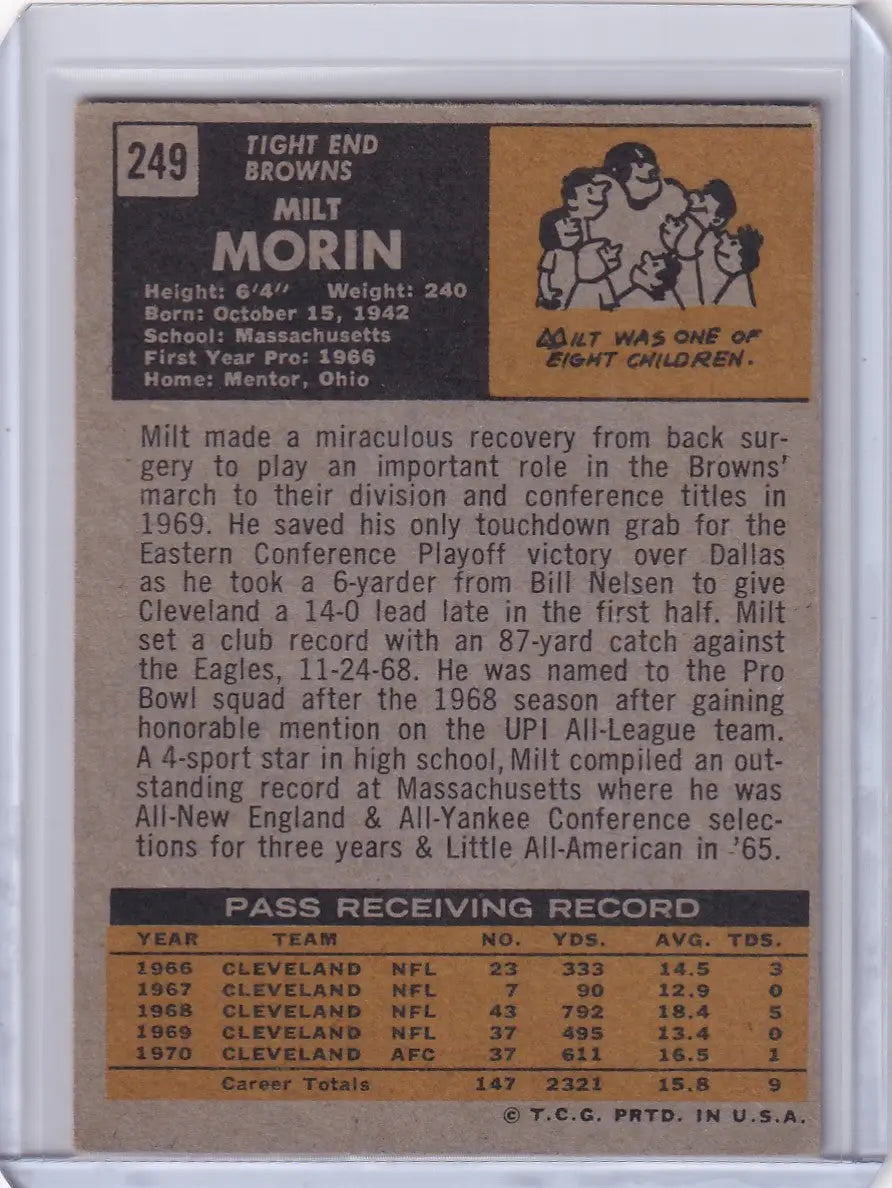 249
TIGHT END
BROWNS
MILT
MORIN
Height: 6'4" Weight: 240
Born: October 15, 1942
School: Massachusetts
First Year Pro: 1966
Home: Mentor, Ohio
MILT WAS ONE OF
EIGHT CHILDREN.
Milt made a miraculous recovery from back sur-
gery to play an important role in the Browns'
march to their division and conference titles in
1969. He saved his only touchdown grab for the
Eastern Conference Playoff victory over Dallas
as he took a 6-yarder from Bill Nelsen to give
Cleveland a 14-0 lead late in the first half. Milt
set a club record with an 87-yard catch against
the Eagles, 11-24-68. He was named to the Pro
Bowl squad after the 1968 season after gaining
honorable mention on the UPI All-League team.
A 4-sport star in high school, Milt compiled an out-
standing record at Massachusetts where he was
All-New England & All-Yankee Conference selec-
tions for three years & Little All-American in '65.
PASS RECEIVING RECORD
YEAR TEAM NO. YDS. AVG. TDS.
1966 CLEVELAND NFL 23 333 14.5 3
1967 CLEVELAND NFL 7 90 12.9 0
1968 CLEVELAND NFL 43 792 18.4 5
1969 CLEVELAND NFL 37 495 13.4 0
1970 CLEVELAND AFC 37 611 16.5 1
Career Totals 147 2321 15.8 9
© T.C.G. PRTD. IN U.S.A.